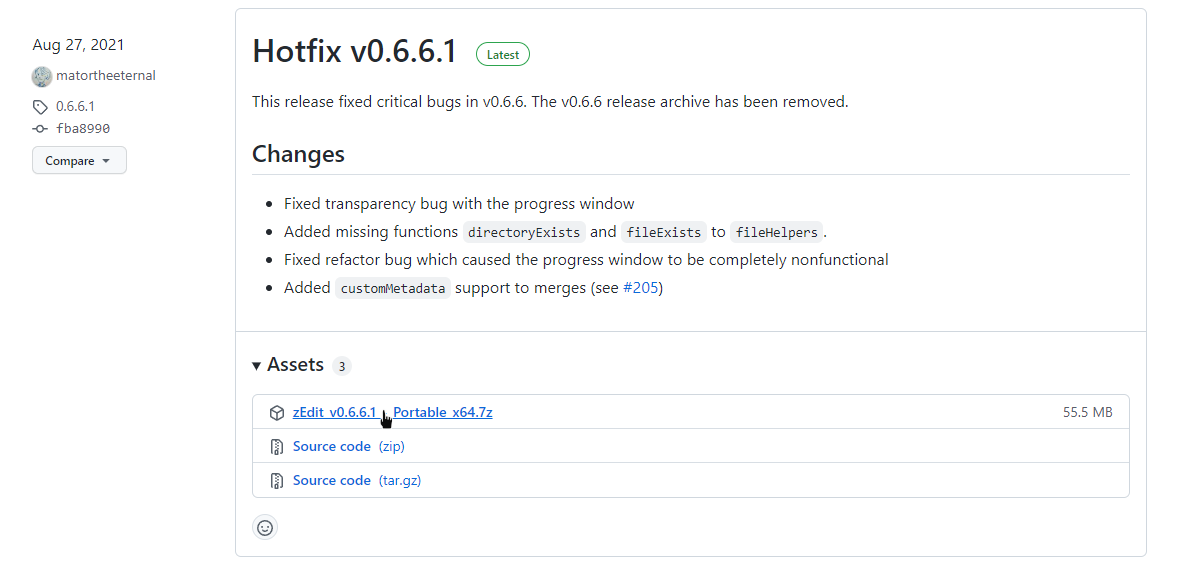 Aug 27, 2021
matortheeternal
0.6.6.1
fba8990
Compare
Hotfix v0.6.6.1 Latest
This release fixed critical bugs in v0.6.6. The v0.6.6 release archive has been removed.
Changes
Fixed transparency bug with the progress window
Added missing functions directoryExists and fileExists to fileHelpers.
Fixed refactor bug which caused the progress window to be completely nonfunctional
Added customMetadata support to merges (see #205)
Assets 3
zEdit_v0.6.6.1_-_Portable_x64.7z 55.5 MB
Source code (zip)
Source code (tar.gz)